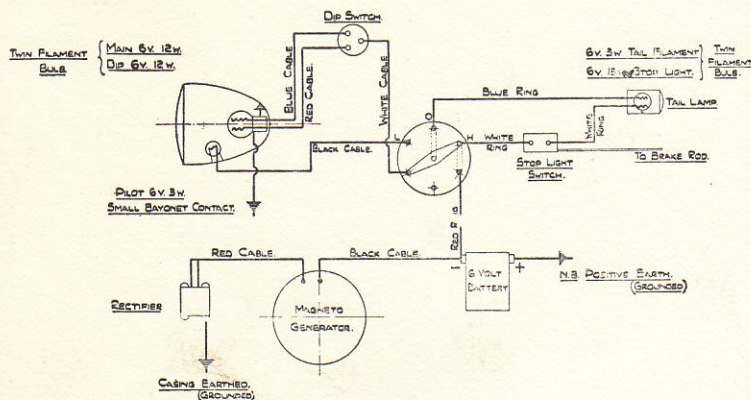 Dip Switch.
Twin Filament Bulb.
Main 6v. 12w.
Dip 6v. 12w.
Blue Cable
Red Cable.
White Cable
6v. 3w. Tail Filament
6v. Stop Light.
Twin Filament Bulb.
Blue Ring
Tail Lamp.
White Ring
L
O
H
Black Cable.
White Ring
Stop Light Switch.
To Brake Rod.
Pilot 6v. 3w.
Small Bayonet Contact.
Red
Red Cable.
Black Cable.
- +
6 Volt Battery
N.B. Positive Earth.
(Grounded)
Rectifier
Magneto Generator.
Casing Earthed.
(Grounded)